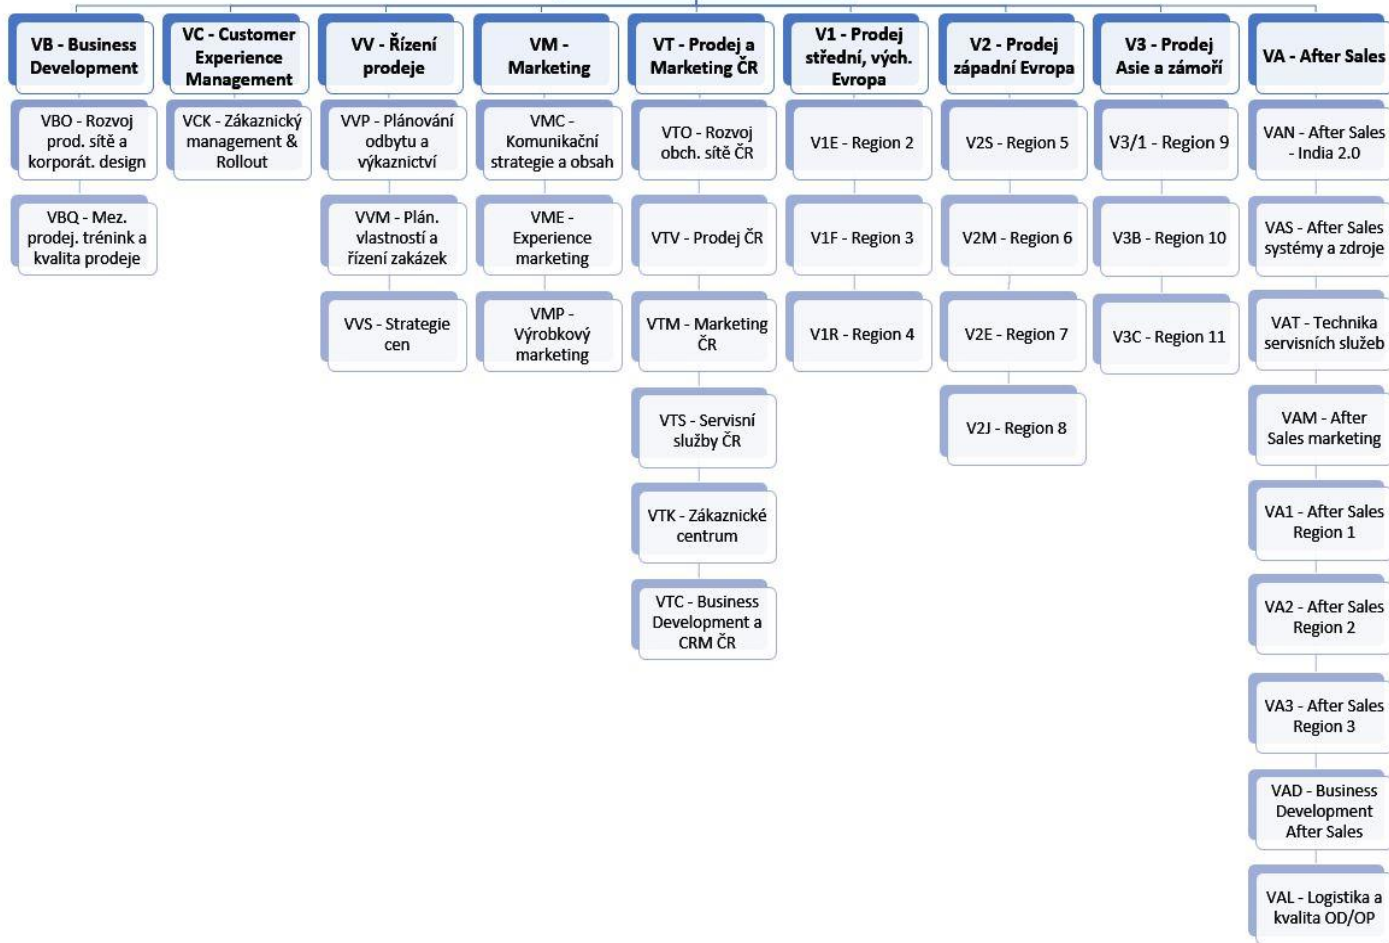 VB - Business
Development
VBO - Rozvoj
prod. sítě a
korporát. design
VBQ - Mez.
prodej. trénink a
kvalita prodeje
VC - Customer
Experience
Management
VCK - Zákaznický
management &
Rollout
VV - Řízení
prodeje
VVP - Plánování
odbytu a
výkaznictví
VVM - Plán.
vlastností a
řízení zakázek
VVS - Strategie
cen
VM -
Marketing
VMC -
Komunikační
strategie a obsah
VME -
Experience
marketing
VMP -
Výrobkový
marketing
VT - Prodej a
Marketing ČR
VTO - Rozvoj
obch. sítě ČR
VTV - Prodej ČR
VTM - Marketing
ČR
VTS - Servisní
služby ČR
VTK - Zákaznické
centrum
VTC - Business
Development a
CRM ČR
V1 - Prodej
střední, vých.
Evropa
V1E - Region 2
V1F - Region 3
V1R - Region 4
V2 - Prodej
západní Evropa
V2S - Region 5
V2M - Region 6
V2E - Region 7
V2J - Region 8
V3 - Prodej
Asie a zámoří
V3/1 - Region 9
V3B - Region 10
V3C - Region 11
VA - After Sales
VAN - After Sales
- India 2.0
VAS - After Sales
systémy a zdroje
VAT - Technika
servisních služeb
VAM - After
Sales marketing
VA1 - After Sales
Region 1
VA2 - After Sales
Region 2
VA3 - After Sales
Region 3
VAD - Business
Development
After Sales
VAL - Logistika a
kvalita OD/OP